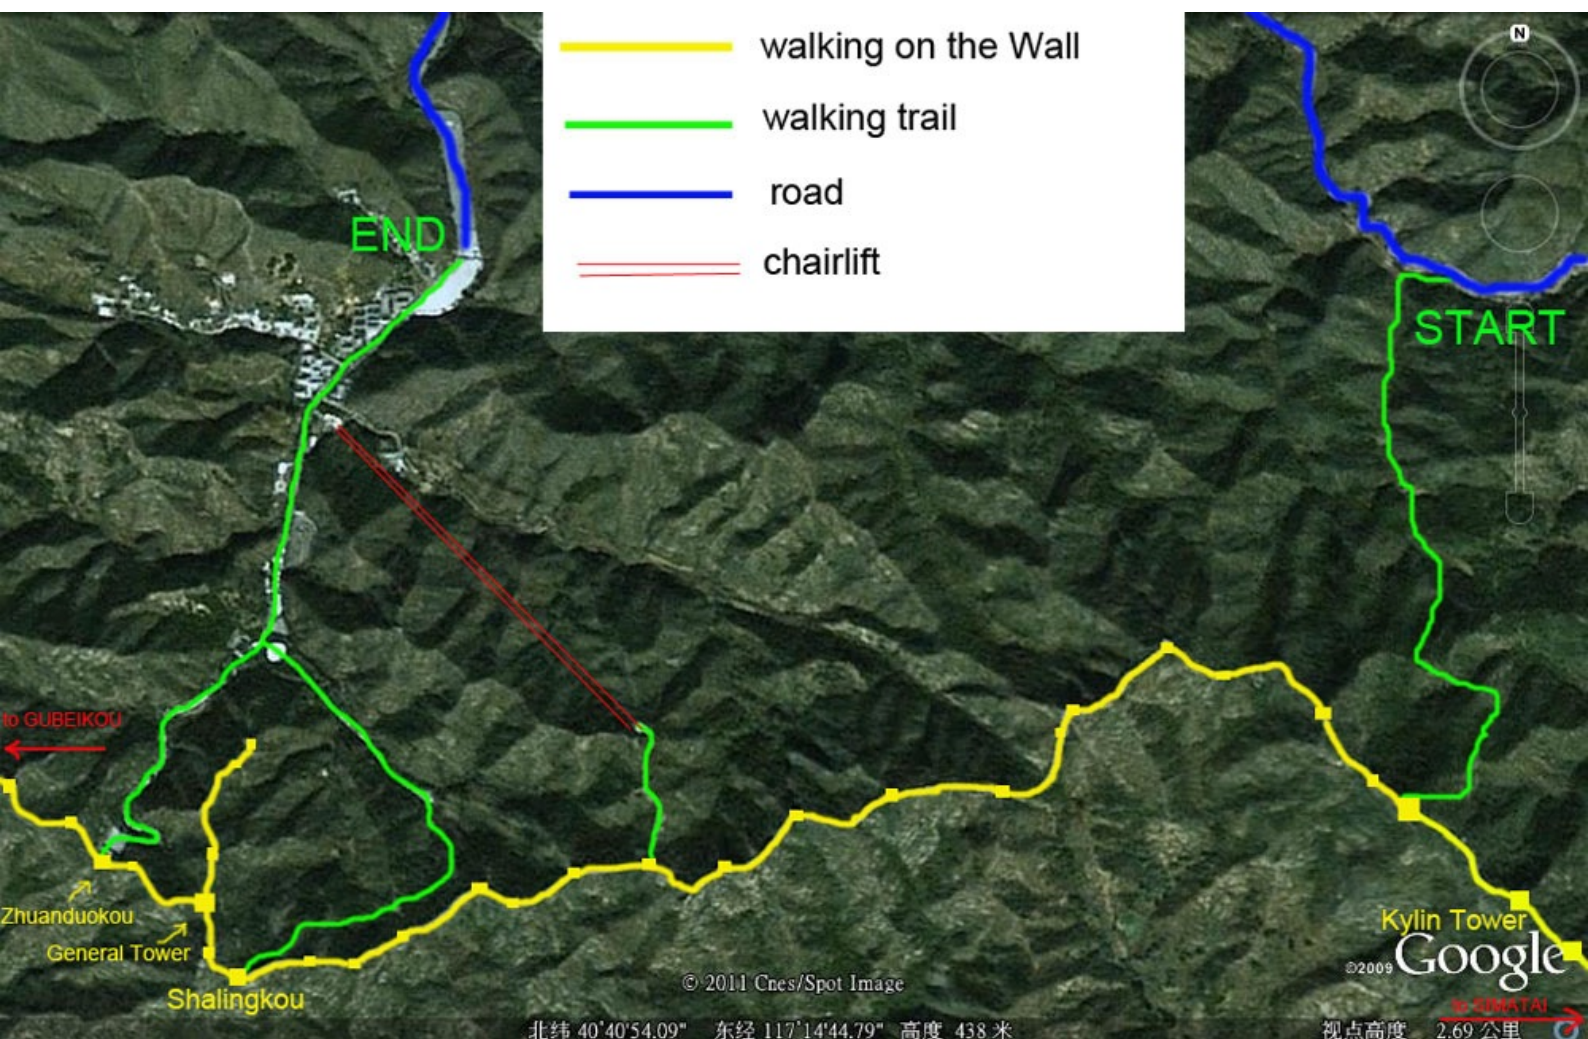 walking on the Wall
walking trail
road
chairlift
N
END
START
to GUBEIKOU
Zhuanduokou
General Tower
Shalingkou
Kylin Tower
©2009 Google
© 2011 Cnes/Spot Image
to SIMATAI
北纬 40°40'54.09" 东经 117°14'44.79" 高度 438 米 视点高度 2.69 公里